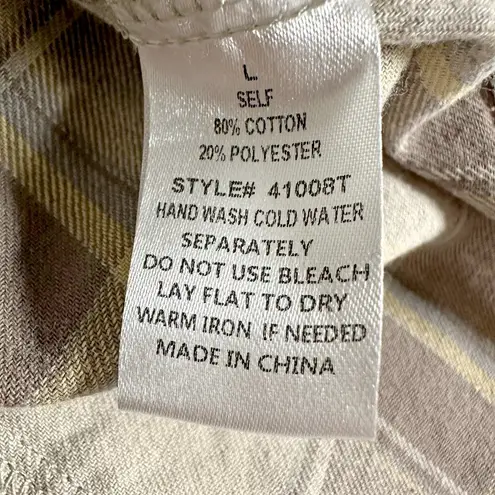 L
SELF
80% COTTON
20% POLYESTER
STYLE# 41008T
HAND WASH COLD WATER
SEPARATELY
DO NOT USE BLEACH
LAY FLAT TO DRY
WARM IRON IF NEEDED
MADE IN CHINA